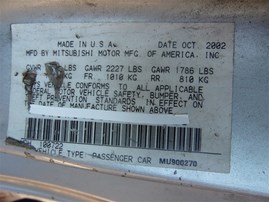 MADE IN U.S.A. DATE OCT. 2002
MFD BY MITSUBISHI MOTOR MFG OF AMERICA, INC
GVWR LBS GAWR 2227 LBS GAWR 1786 LBS
KG FR 1010 KG RR 810 KG
VEHICLE CONFORMS TO ALL APPLICABLE
MOTOR VEHICLE SAFETY, BUMPER, AND
PREVENTION STANDARDS IN EFFECT ON
DATE OF MANUFACTURE SHOWN ABOVE.
100722
VEHICLE TYPE: PASSENGER CAR MU900270